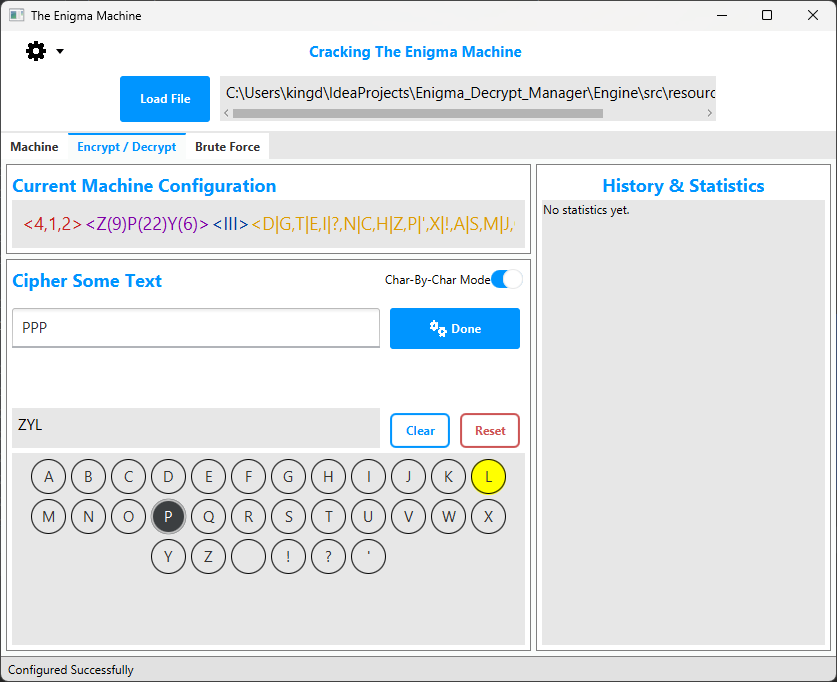 The Enigma Machine
Cracking The Enigma Machine
Load File
C:\Users\kingd\IdeaProjects\Enigma_Decrypt_Manager\Engine\src\resourc
Machine
Encrypt / Decrypt
Brute Force
Current Machine Configuration
<4,1,2><Z(9)P(22)Y(6)><III><D|G,T|E,I|?,N|C,H|Z,P|',X|!,A|S,M|J,
Cipher Some Text
Char-By-Char Mode
PPP
Done
ZYL
Clear
Reset
A B C D E F G H I J K L
M N O P Q R S T U V W X
Y Z ! ? '
History & Statistics
No statistics yet.
Configured Successfully